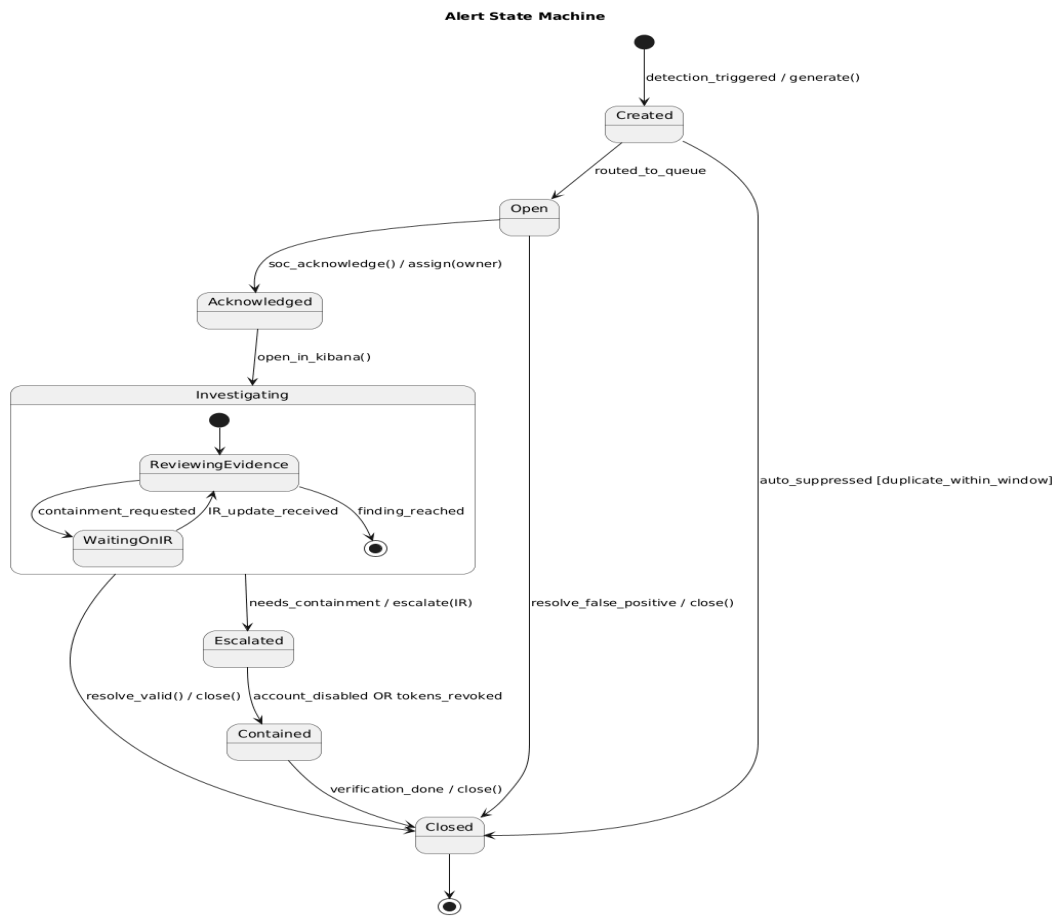 Alert State Machine
detection_triggered / generate()
Created
routed_to_queue
Open
soc_acknowledge() / assign(owner)
Acknowledged
open_in_kibana()
Investigating
ReviewingEvidence
auto_suppressed [duplicate_within_window]
containment_requested
IR_update_received
finding_reached
WaitingOnIR
needs_containment / escalate(IR)
resolve_false_positive / close()
Escalated
resolve_valid() / close()
account_disabled OR tokens_revoked
Contained
verification_done / close()
Closed